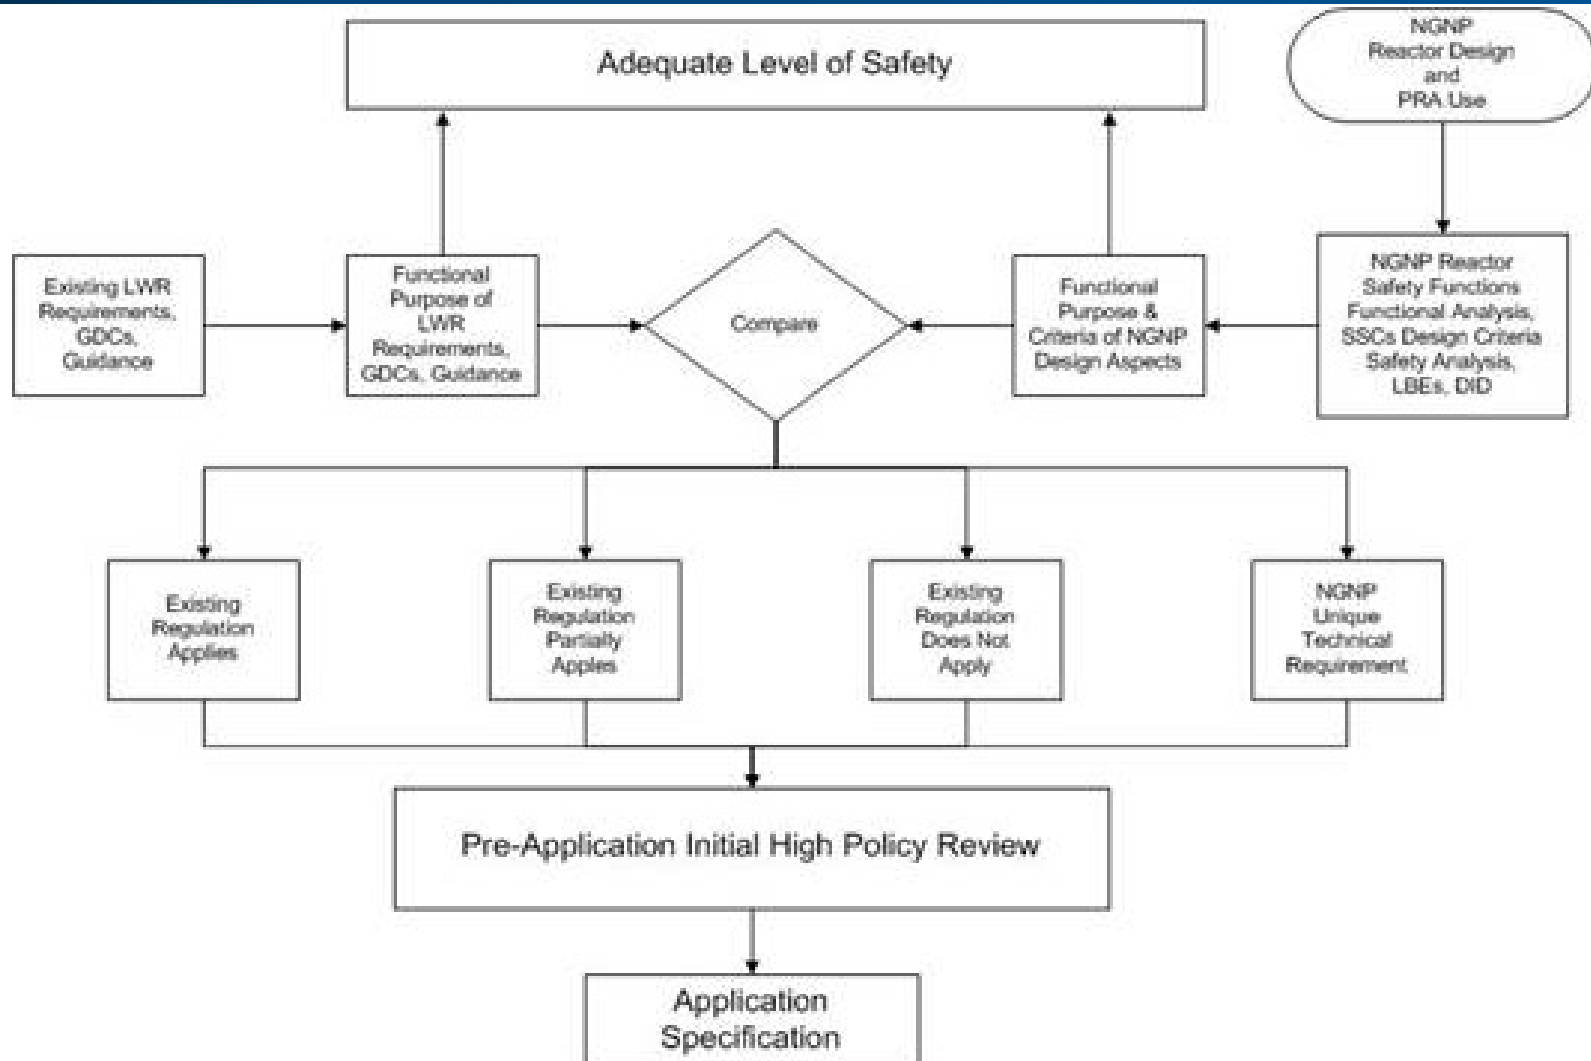 Adequate Level of Safety
NGNP
Reactor Design
and
PRA Use
Existing LWR
Requirements,
GDCs,
Guidance
Functional
Purpose of
LWR
Requirements,
GDCs, Guidance
Compare
Functional
Purpose &
Criteria of NGNP
Design Aspects
NGNP Reactor
Safety Functions
Functional Analysis,
SSCs Design Criteria
Safety Analysis,
LBEs, DID
Existing
Regulation
Applies
Existing
Regulation
Partially
Apples
Existing
Regulation
Does Not
Apply
NGNP
Unique
Technical
Requirement
Pre-Application Initial High Policy Review
Application
Specification